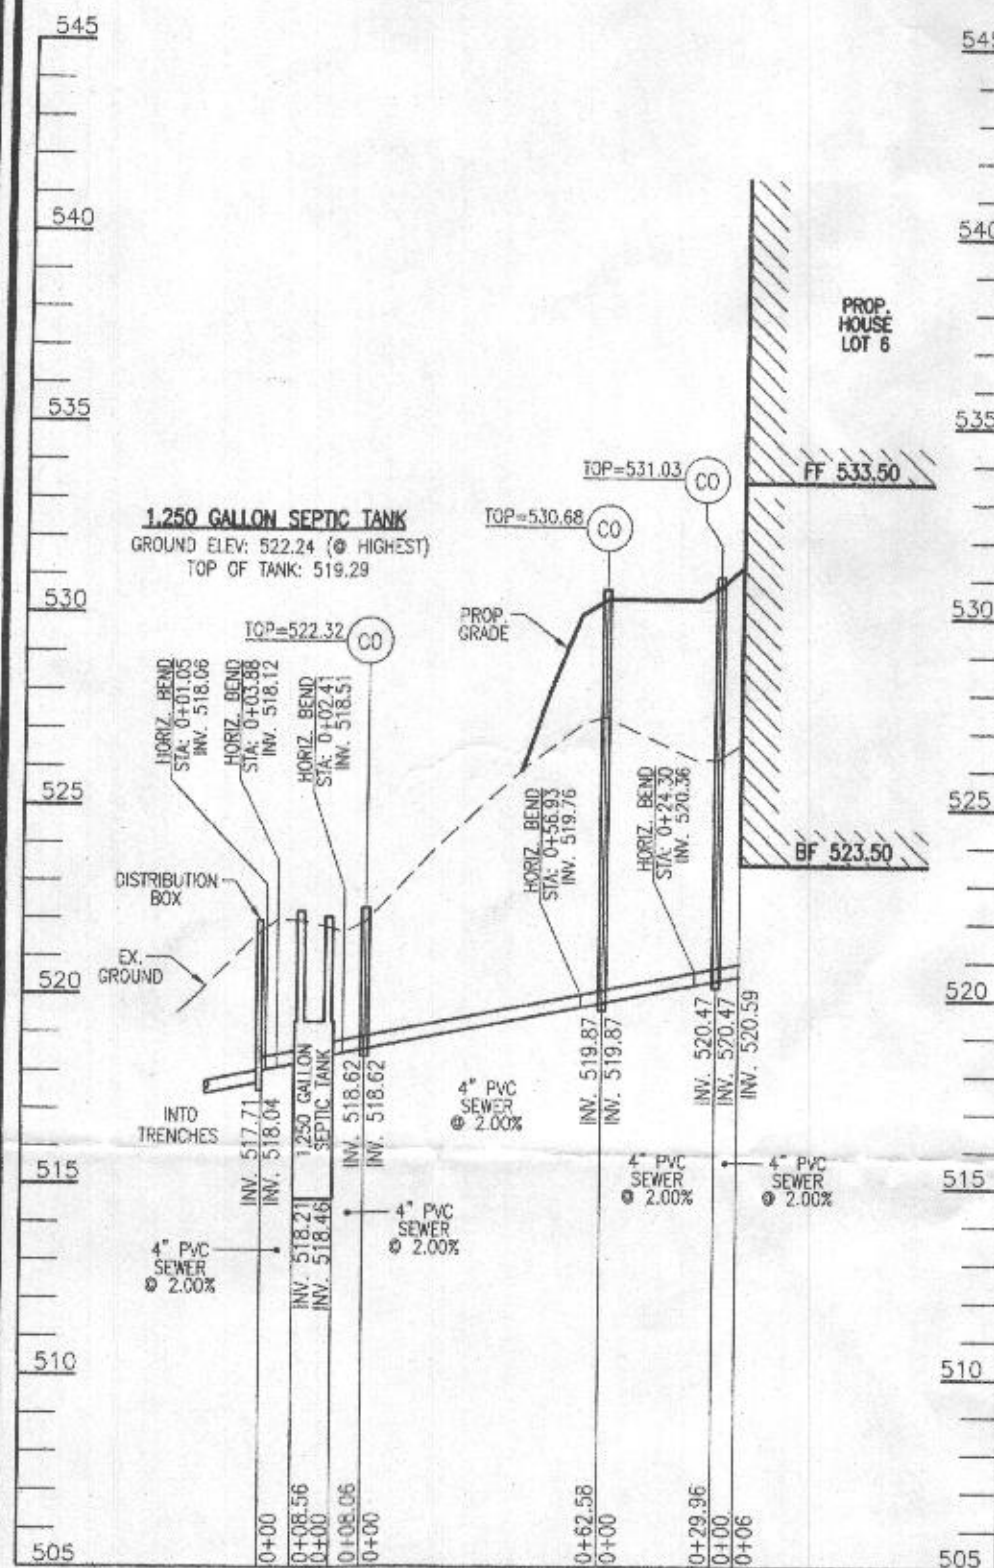 545
545
540
540
PROP.
HOUSE
LOT 6
535
535
TOP=531.03
CO
FF 533.50
1,250 GALLON SEPTIC TANK
GROUND ELEV: 522.24 (@ HIGHEST)
TOP OF TANK: 519.29
TOP=530.68
CO
530
530
PROP.
GRADE
TOP=522.32
CO
HORIZ. BEND
STA: 0+01.05
INV. 518.06
HORIZ. BEND
STA: 0+03.88
INV. 518.12
HORIZ. BEND
STA: 0+02.41
INV. 518.51
525
525
HORIZ. BEND
STA: 0+56.93
INV. 519.76
HORIZ. BEND
STA: 0+24.30
INV. 520.36
BF 523.50
DISTRIBUTION
BOX
EX.
GROUND
520
520
INTO
TRENCHES
INV. 517.71
INV. 518.04
1,250 GALLON
SEPTIC TANK
INV. 518.62
INV. 518.62
4" PVC
SEWER
@ 2.00%
INV. 519.87
INV. 519.87
INV. 520.47
INV. 520.47
INV. 520.59
515
515
4" PVC
SEWER
@ 2.00%
4" PVC
SEWER
@ 2.00%
INV. 518.21
INV. 518.46
4" PVC
SEWER
@ 2.00%
4" PVC
SEWER
@ 2.00%
510
510
505
0+00
0+08.56
0+00
0+08.06
0+00
0+62.58
0+00
0+29.96
0+00
0+06
505